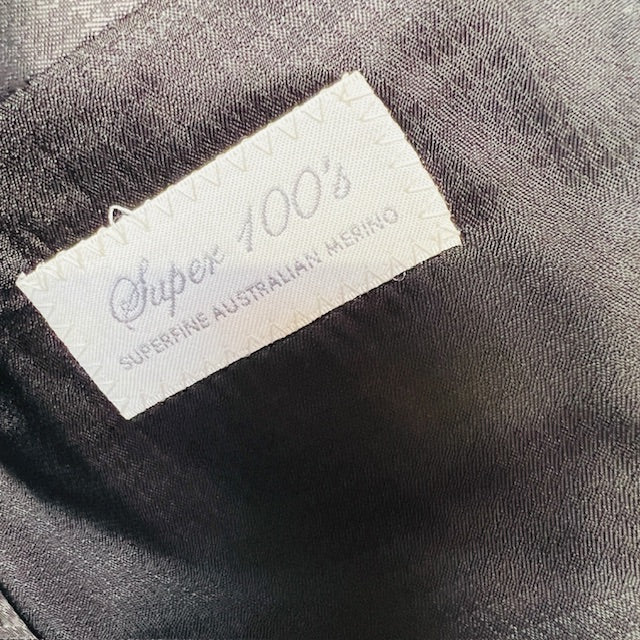 Super 100's
SUPERFINE AUSTRALIAN MERINO